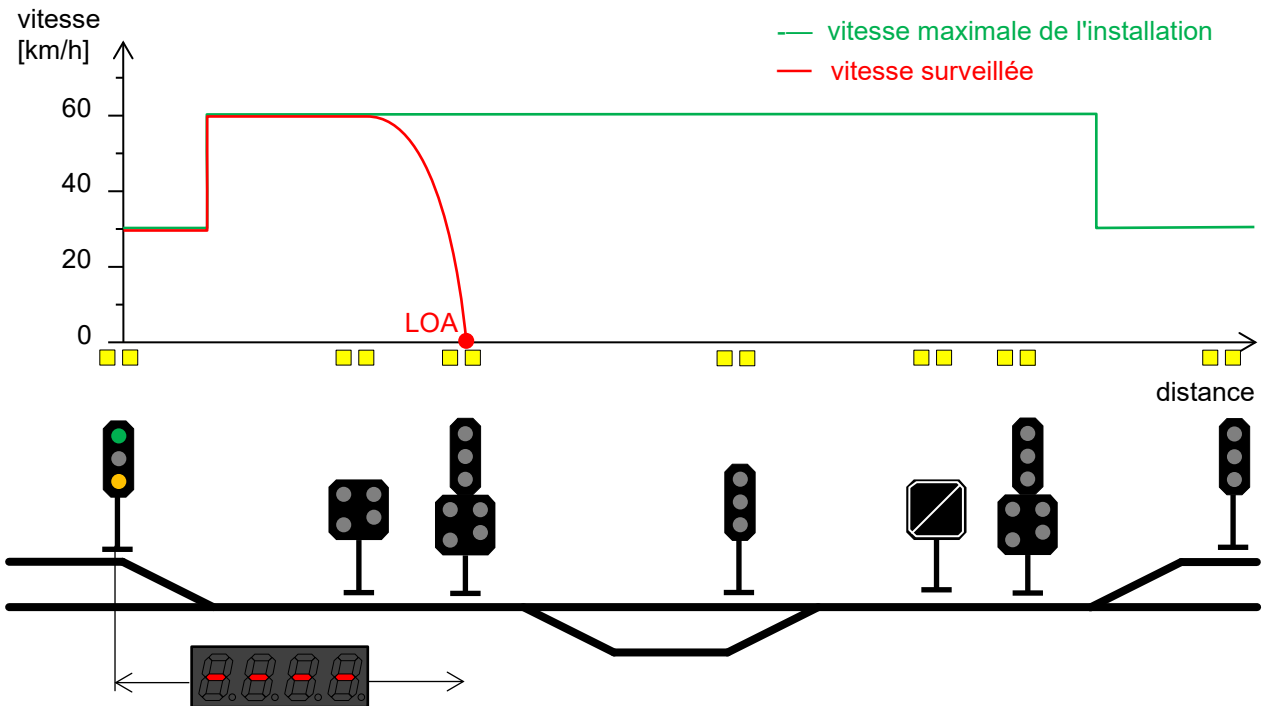 vitesse
[km/h]
vitesse maximale de l'installation
vitesse surveillée
60
40
20
0
LOA
distance
- - - -